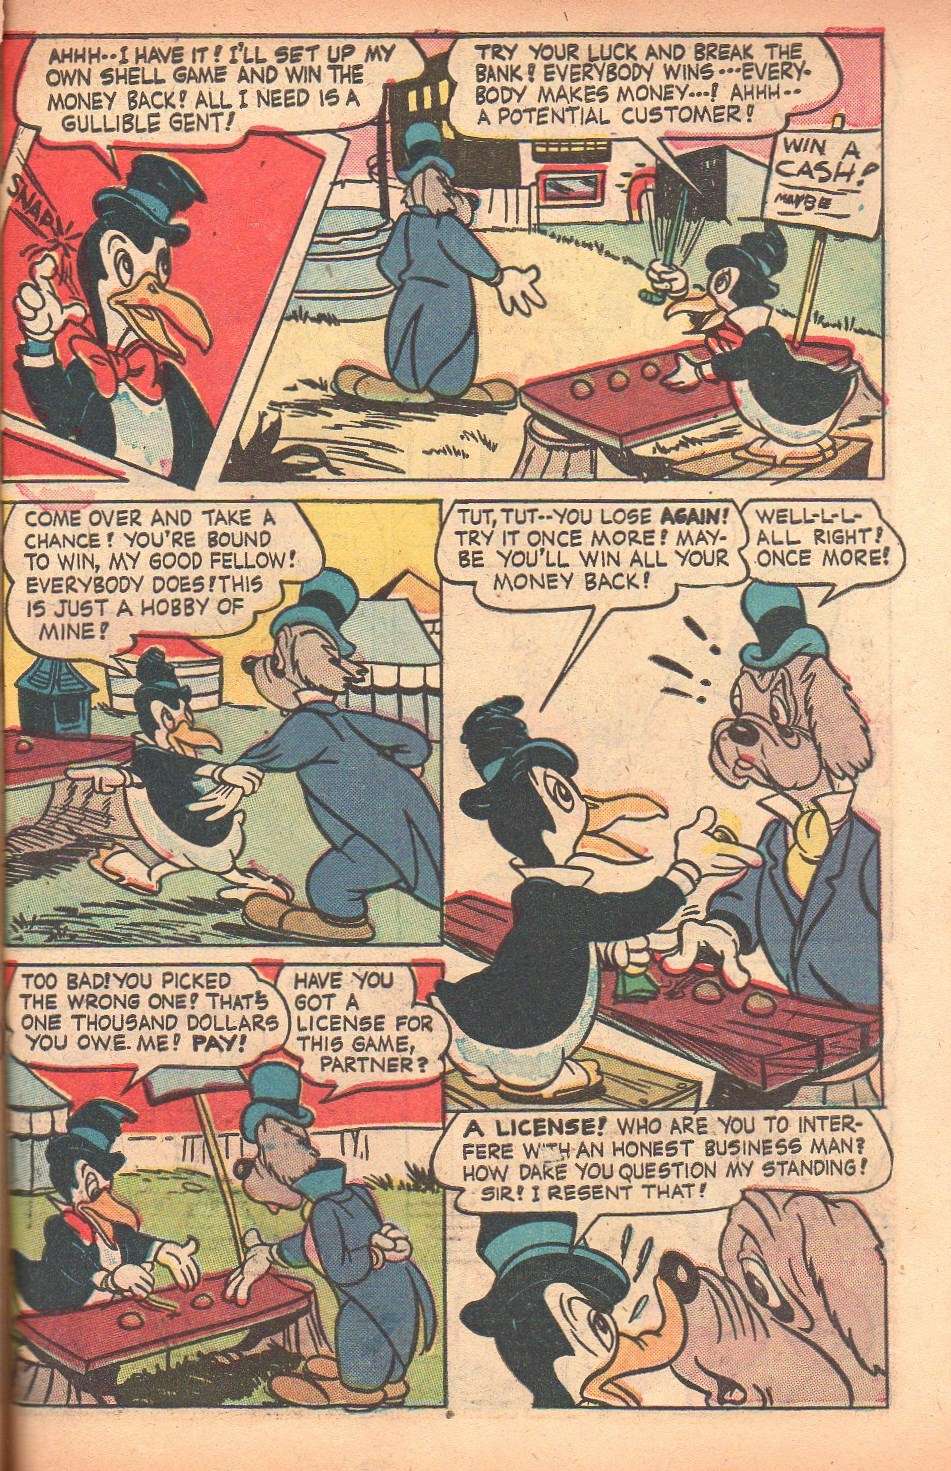 AHHH--I HAVE IT! I'LL SET UP MY
OWN SHELL GAME AND WIN THE
MONEY BACK! ALL I NEED IS A
GULLIBLE GENT!
SNAP!
TRY YOUR LUCK AND BREAK THE
BANK! EVERYBODY WINS---EVERY-
BODY MAKES MONEY---! AHHH--
A POTENTIAL CUSTOMER!
WIN A
CASH!
MAYBE
COME OVER AND TAKE A
CHANCE! YOU'RE BOUND
TO WIN, MY GOOD FELLOW!
EVERYBODY DOES! THIS
IS JUST A HOBBY OF
MINE!
TUT, TUT--YOU LOSE AGAIN!
TRY IT ONCE MORE! MAY-
BE YOU'LL WIN ALL YOUR
MONEY BACK!
WELL-L-L-
ALL RIGHT!
ONCE MORE!
TOO BAD! YOU PICKED
THE WRONG ONE! THAT'S
ONE THOUSAND DOLLARS
YOU OWE ME! PAY!
HAVE YOU
GOT A
LICENSE FOR
THIS GAME,
PARTNER?
A LICENSE! WHO ARE YOU TO INTER-
FERE WITH AN HONEST BUSINESS MAN?
HOW DARE YOU QUESTION MY STANDING!
SIR! I RESENT THAT!